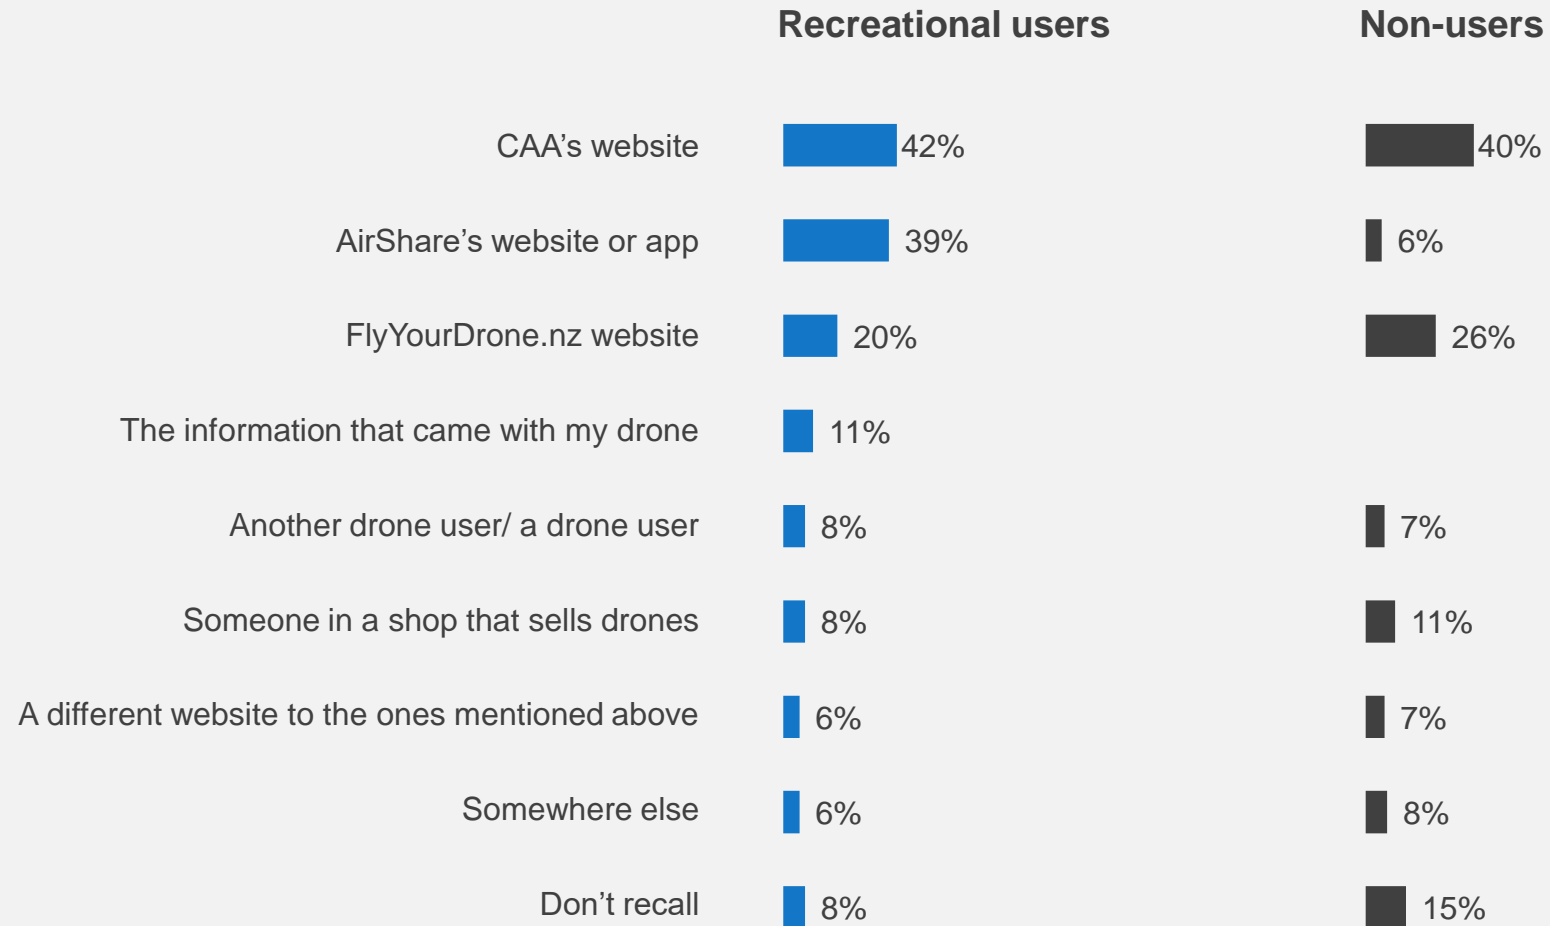 Recreational users Non-users
CAA’s website 42% 40%
AirShare’s website or app 39% 6%
FlyYourDrone.nz website 20% 26%
The information that came with my drone 11%
Another drone user/ a drone user 8% 7%
Someone in a shop that sells drones 8% 11%
A different website to the ones mentioned above 6% 7%
Somewhere else 6% 8%
Don’t recall 8% 15%